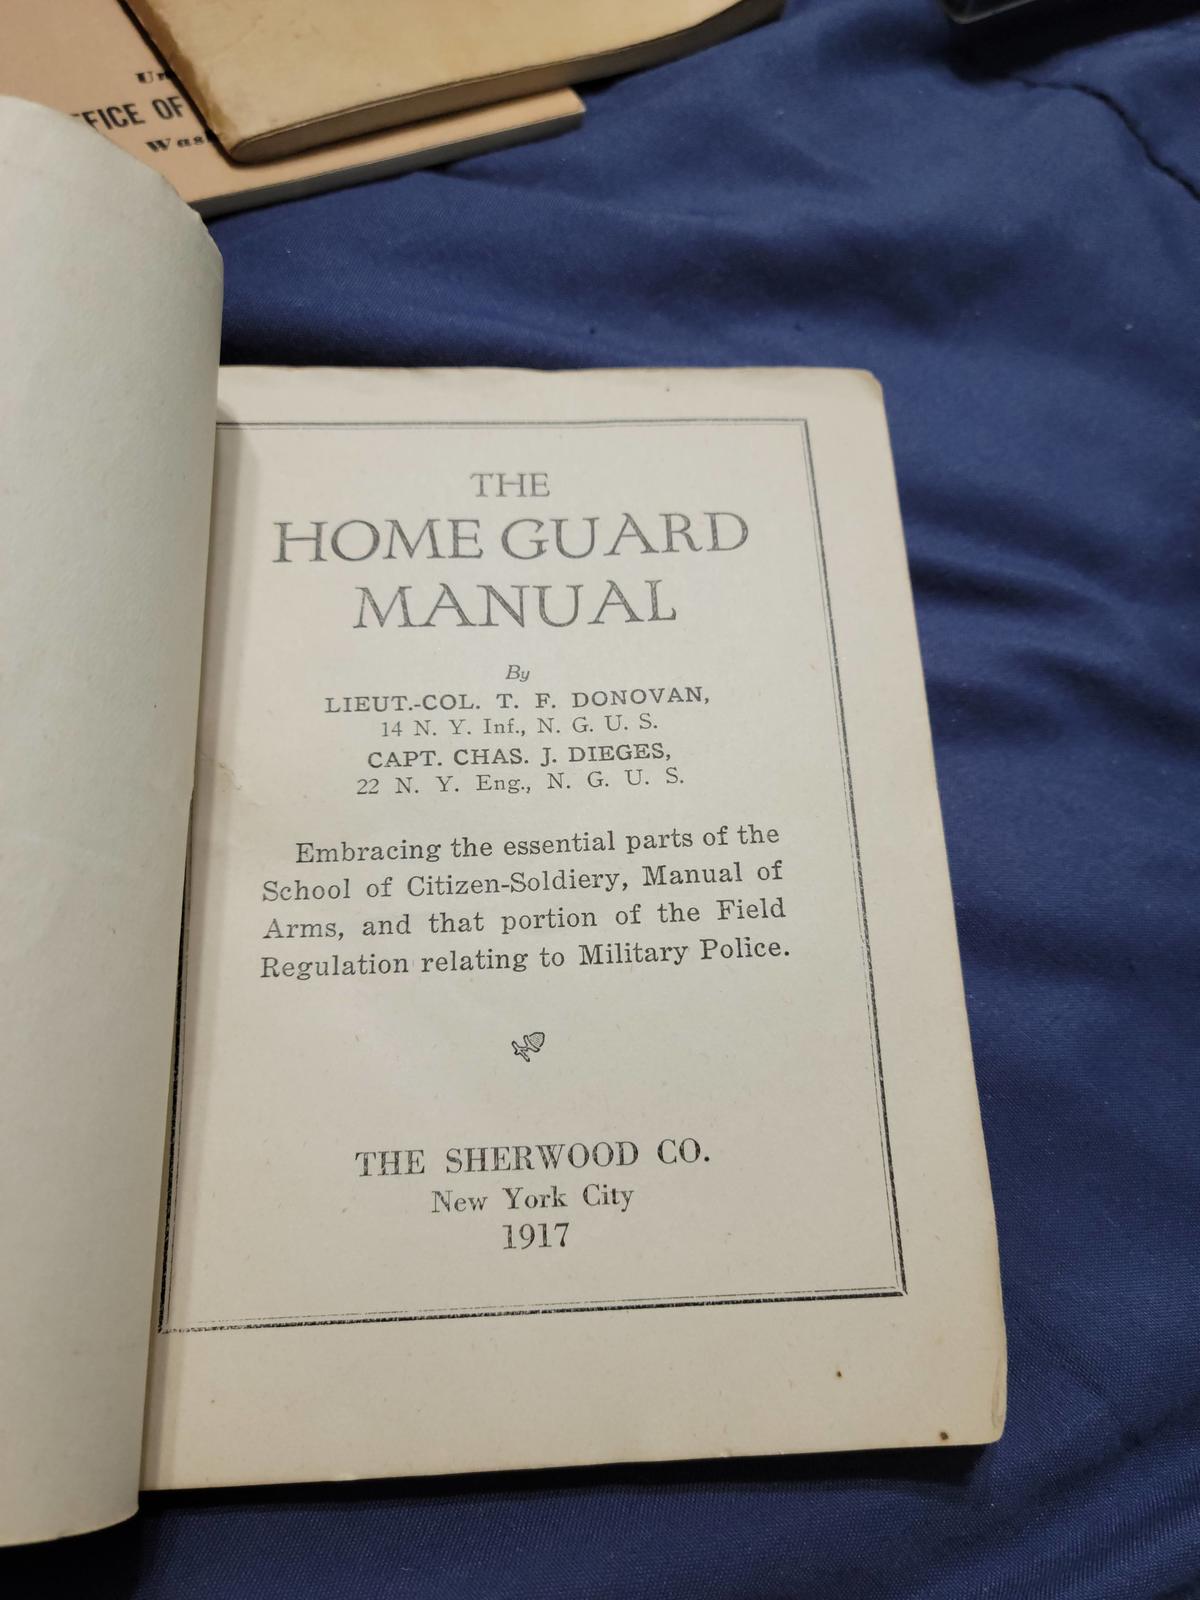 OFFICE OF
THE
HOME GUARD
MANUAL
By
LIEUT.-COL. T. F. DONOVAN,
14 N. Y. Inf., N. G. U. S.
CAPT. CHAS. J. DIEGES,
22 N. Y. Eng., N. G. U. S.
Embracing the essential parts of the
School of Citizen-Soldiery, Manual of
Arms, and that portion of the Field
Regulation relating to Military Police.
THE SHERWOOD CO.
New York City
1917